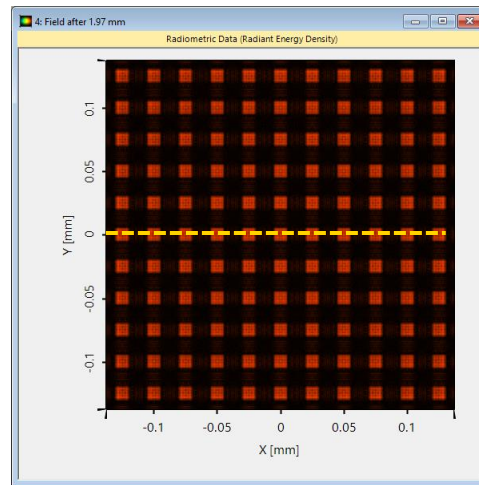 4: Field after 1.97 mm
Radiometric Data (Radiant Energy Density)
0.1
0.05
0
-0.05
-0.1
Y [mm]
-0.1 -0.05 0 0.05 0.1
X [mm]